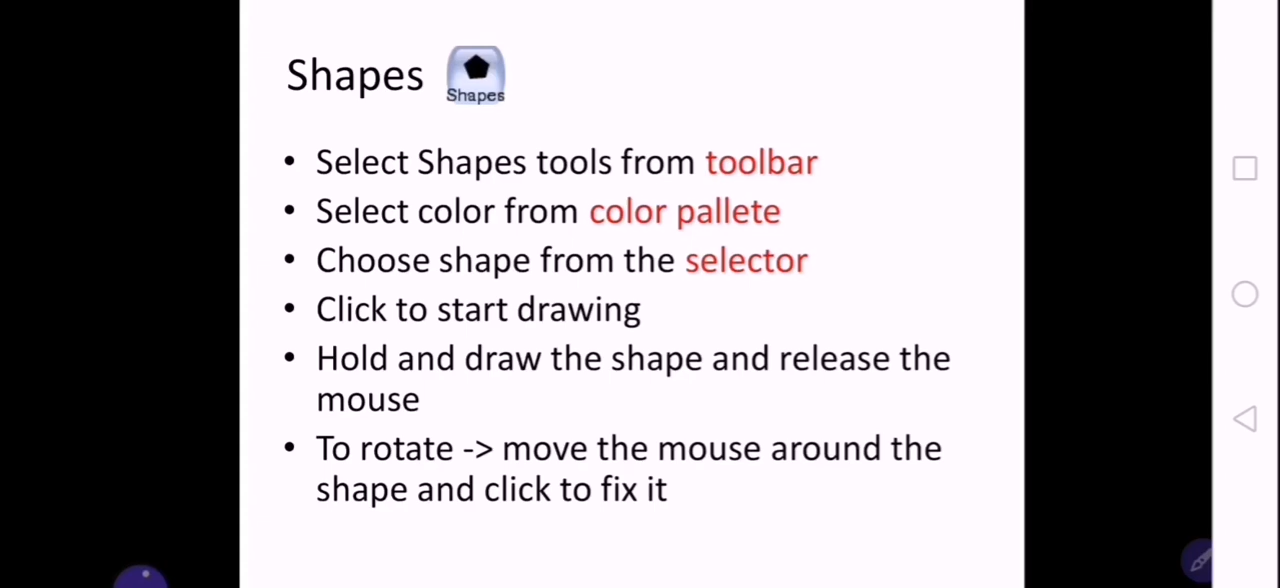 Shapes
Shapes
• Select Shapes tools from toolbar
• Select color from color pallete
• Choose shape from the selector
• Click to start drawing
• Hold and draw the shape and release the
mouse
• To rotate -> move the mouse around the
shape and click to fix it